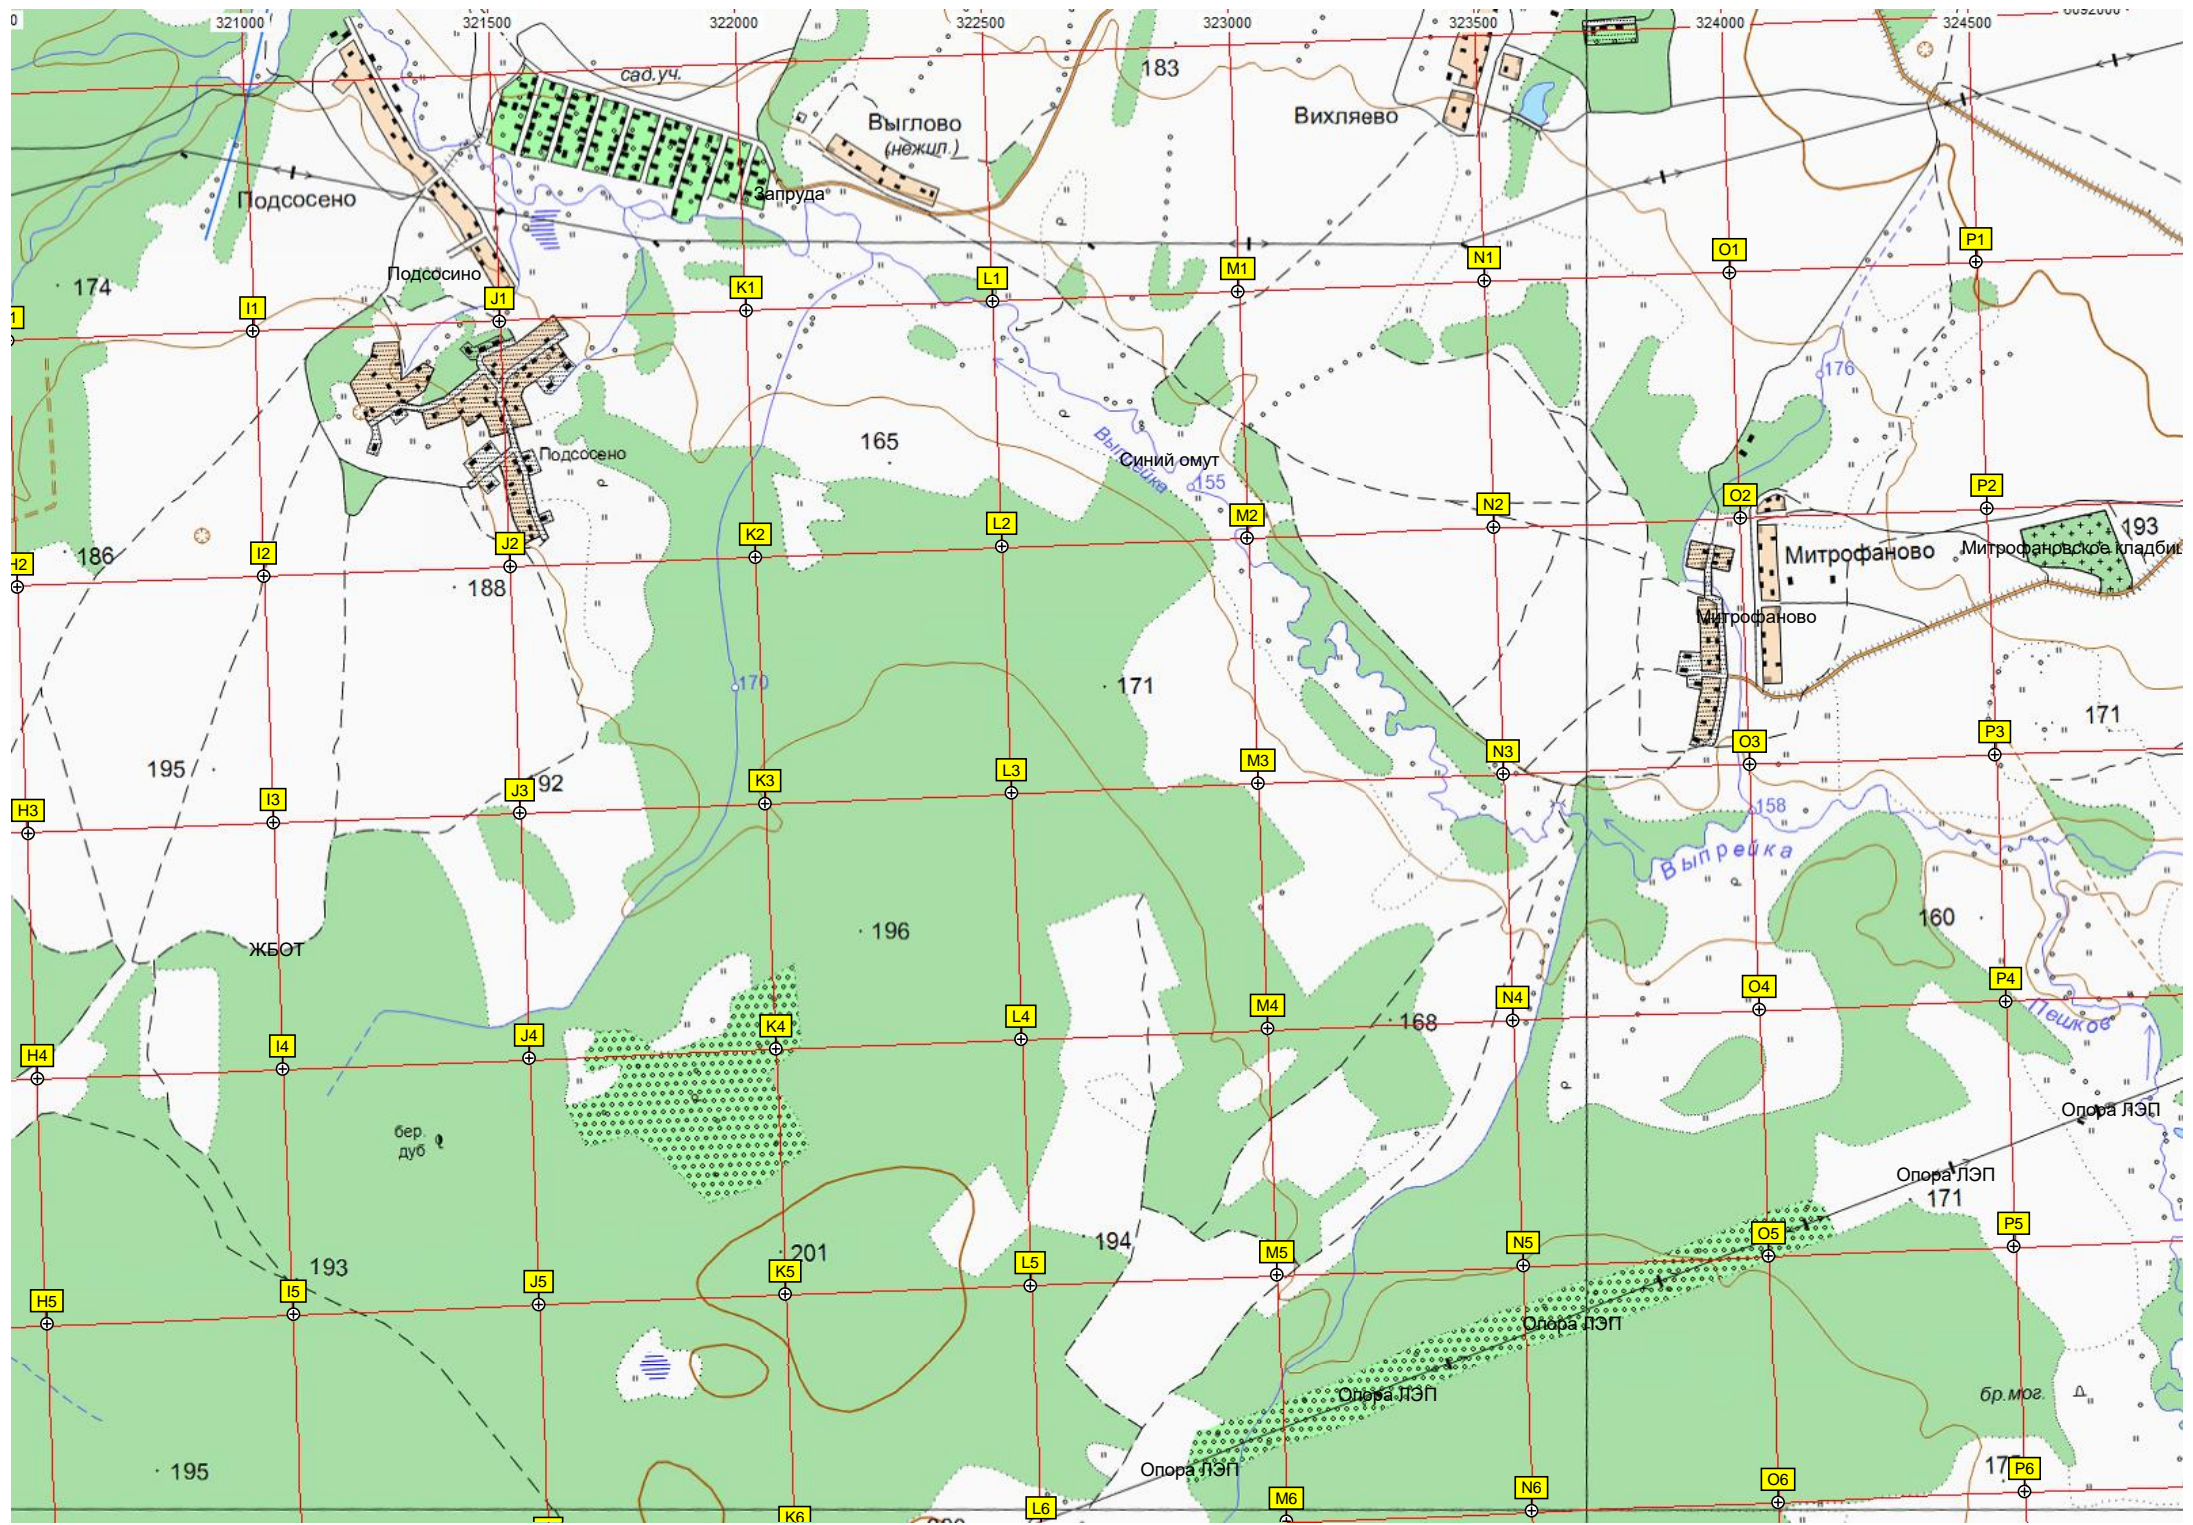 321000 321500 322000 322500 323000 323500 324000 324500
сад.уч.
183
Выглово
(нежил.)
Вихляево
Подсосено
Запруда
174
Подсосино
I1 J1 K1 L1 M1 N1 O1 P1
176
165
Подсосено
Выпрейка
Синий омут
155
H2 I2 J2 K2 L2 M2 N2 O2 P2
186
188
193
Митрофаново
Митрофаново
170
171
171
195
92
H3 I3 J3 K3 L3 M3 N3 O3 P3
158
Выпрейка
160
ЖБОТ
196
168
Пешков
H4 I4 J4 K4 L4 M4 N4 O4 P4
бер.
дуб
Опора ЛЭП
Опора ЛЭП
171
193
201
194
H5 I5 J5 K5 L5 M5 N5 O5 P5
Опора ЛЭП
Опора ЛЭП
бр.мог.
195
Опора ЛЭП
K6 L6 M6 N6 O6 P6